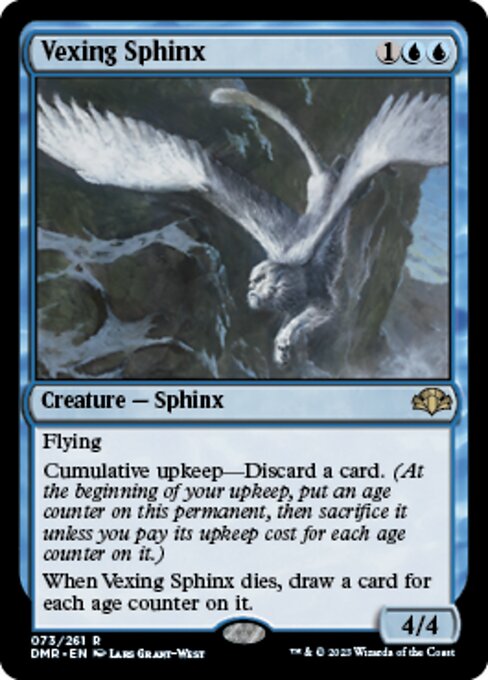 Vexing Sphinx 1
Creature — Sphinx
Flying
Cumulative upkeep—Discard a card. (At
the beginning of your upkeep, put an age
counter on this permanent, then sacrifice it
unless you pay its upkeep cost for each age
counter on it.)
When Vexing Sphinx dies, draw a card for
each age counter on it.
4/4
073/261 R
DMR • EN Lars Grant-West
™ & © 2023 Wizards of the Coast